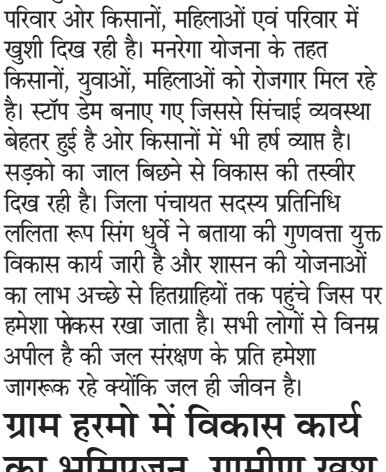 परिवार ओर किसानों, महिलाओं एवं परिवार में
खुशी दिख रही है। मनरेगा योजना के तहत
किसानों, युवाओं, महिलाओं को रोजगार मिल रहे
है। स्टॉप डेम बनाए गए जिससे सिंचाई व्यवस्था
बेहतर हुई है ओर किसानों में भी हर्ष व्याप्त है।
सड़को का जाल बिछने से विकास की तस्वीर
दिख रही है। जिला पंचायत सदस्य प्रतिनिधि
ललिता रूप सिंग धुर्वे ने बताया की गुणवत्ता युक्त
विकास कार्य जारी है और शासन की योजनाओं
का लाभ अच्छे से हितग्राहियों तक पहुंचे जिस पर
हमेशा फोकस रखा जाता है। सभी लोगों से विनम्र
अपील है की जल संरक्षण के प्रति हमेशा
जागरूक रहे क्योंकि जल ही जीवन है।
ग्राम हरमो में विकास कार्य
का भूमिपूजन, ग्रामीण खुश